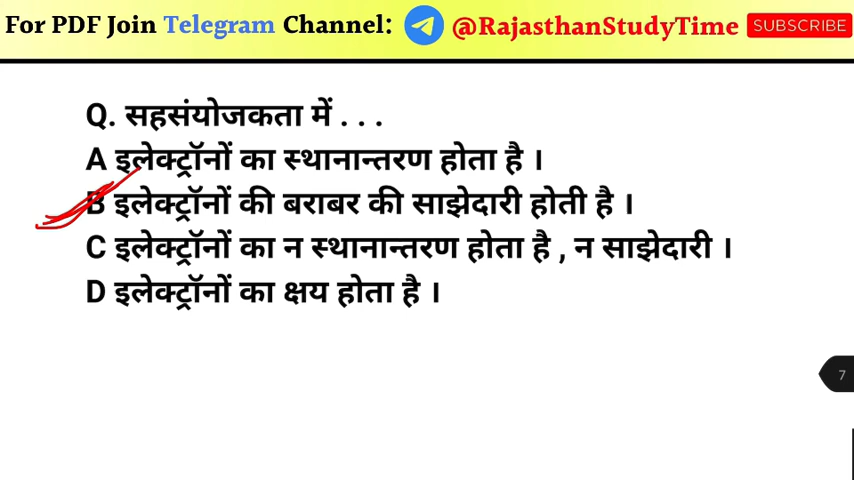 For PDF Join Telegram Channel: @RajasthanStudyTime SUBSCRIBE
Q. सहसंयोजकता में . . .
A इलेक्ट्रॉनों का स्थानान्तरण होता है ।
B इलेक्ट्रॉनों की बराबर की साझेदारी होती है ।
C इलेक्ट्रॉनों का न स्थानान्तरण होता है , न साझेदारी ।
D इलेक्ट्रॉनों का क्षय होता है ।
7